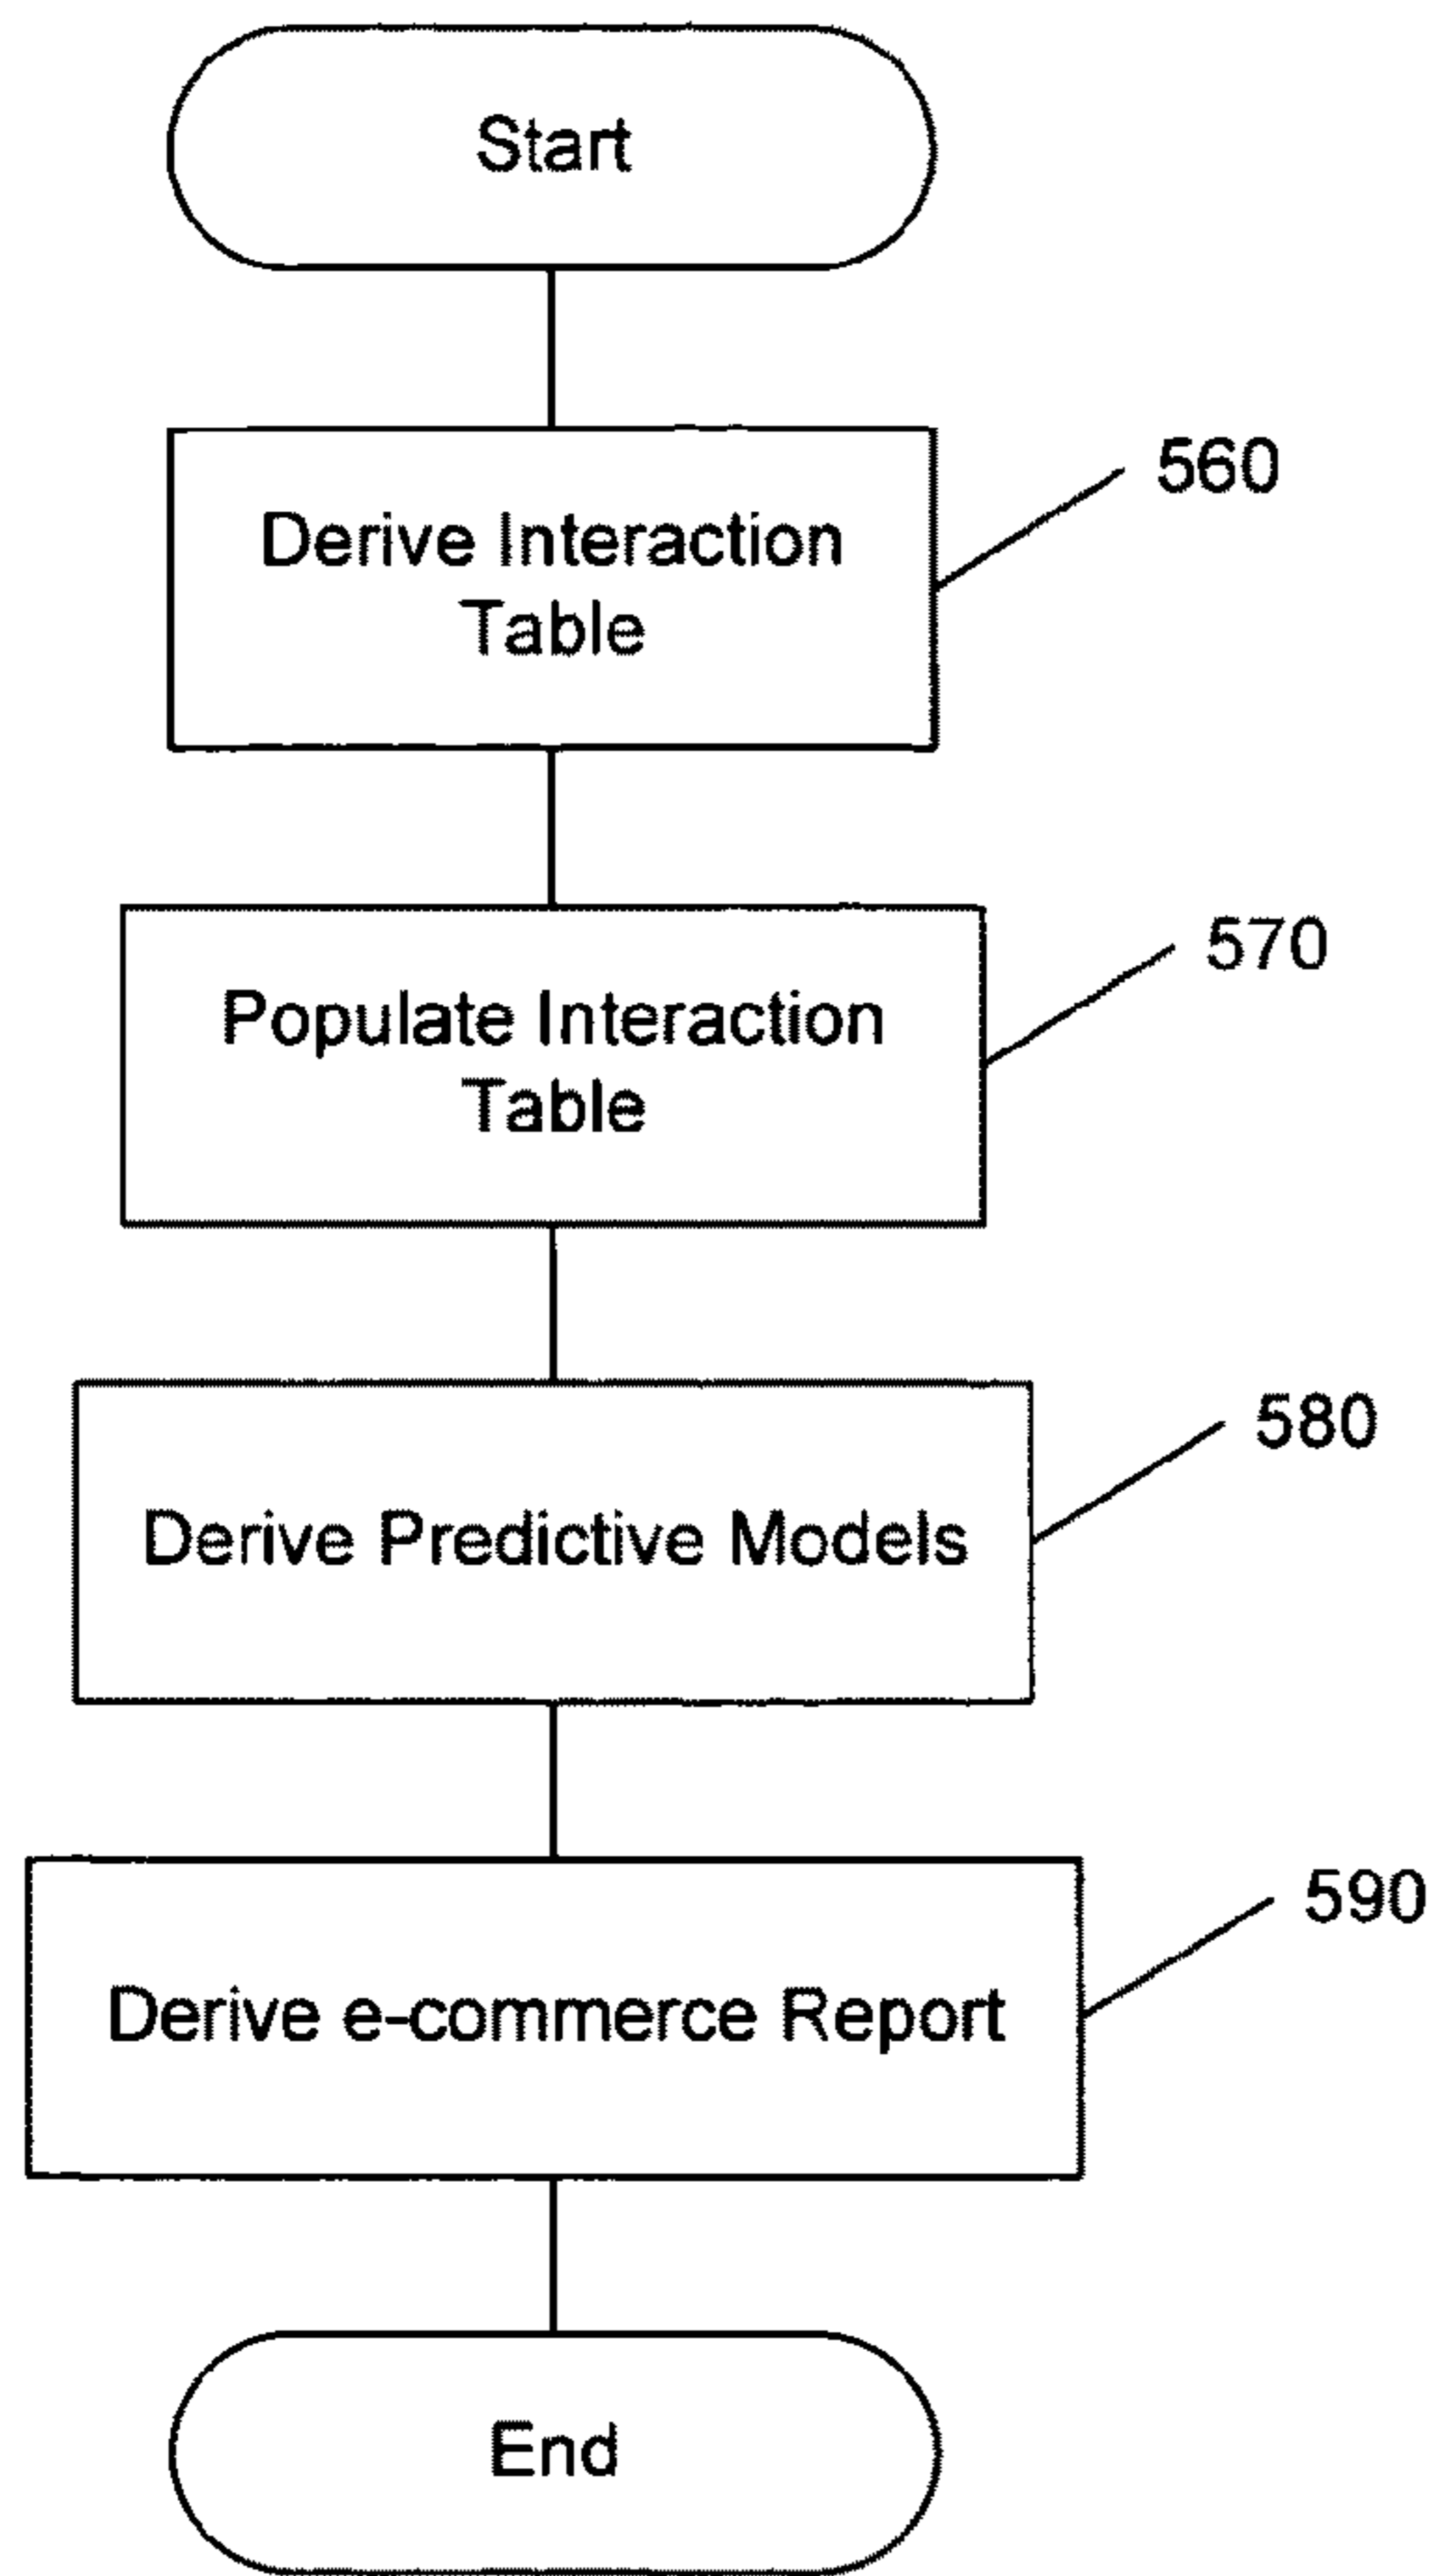 Start
Derive Interaction
Table
560
Populate Interaction
Table
570
Derive Predictive Models
580
Derive e-commerce Report
590
End